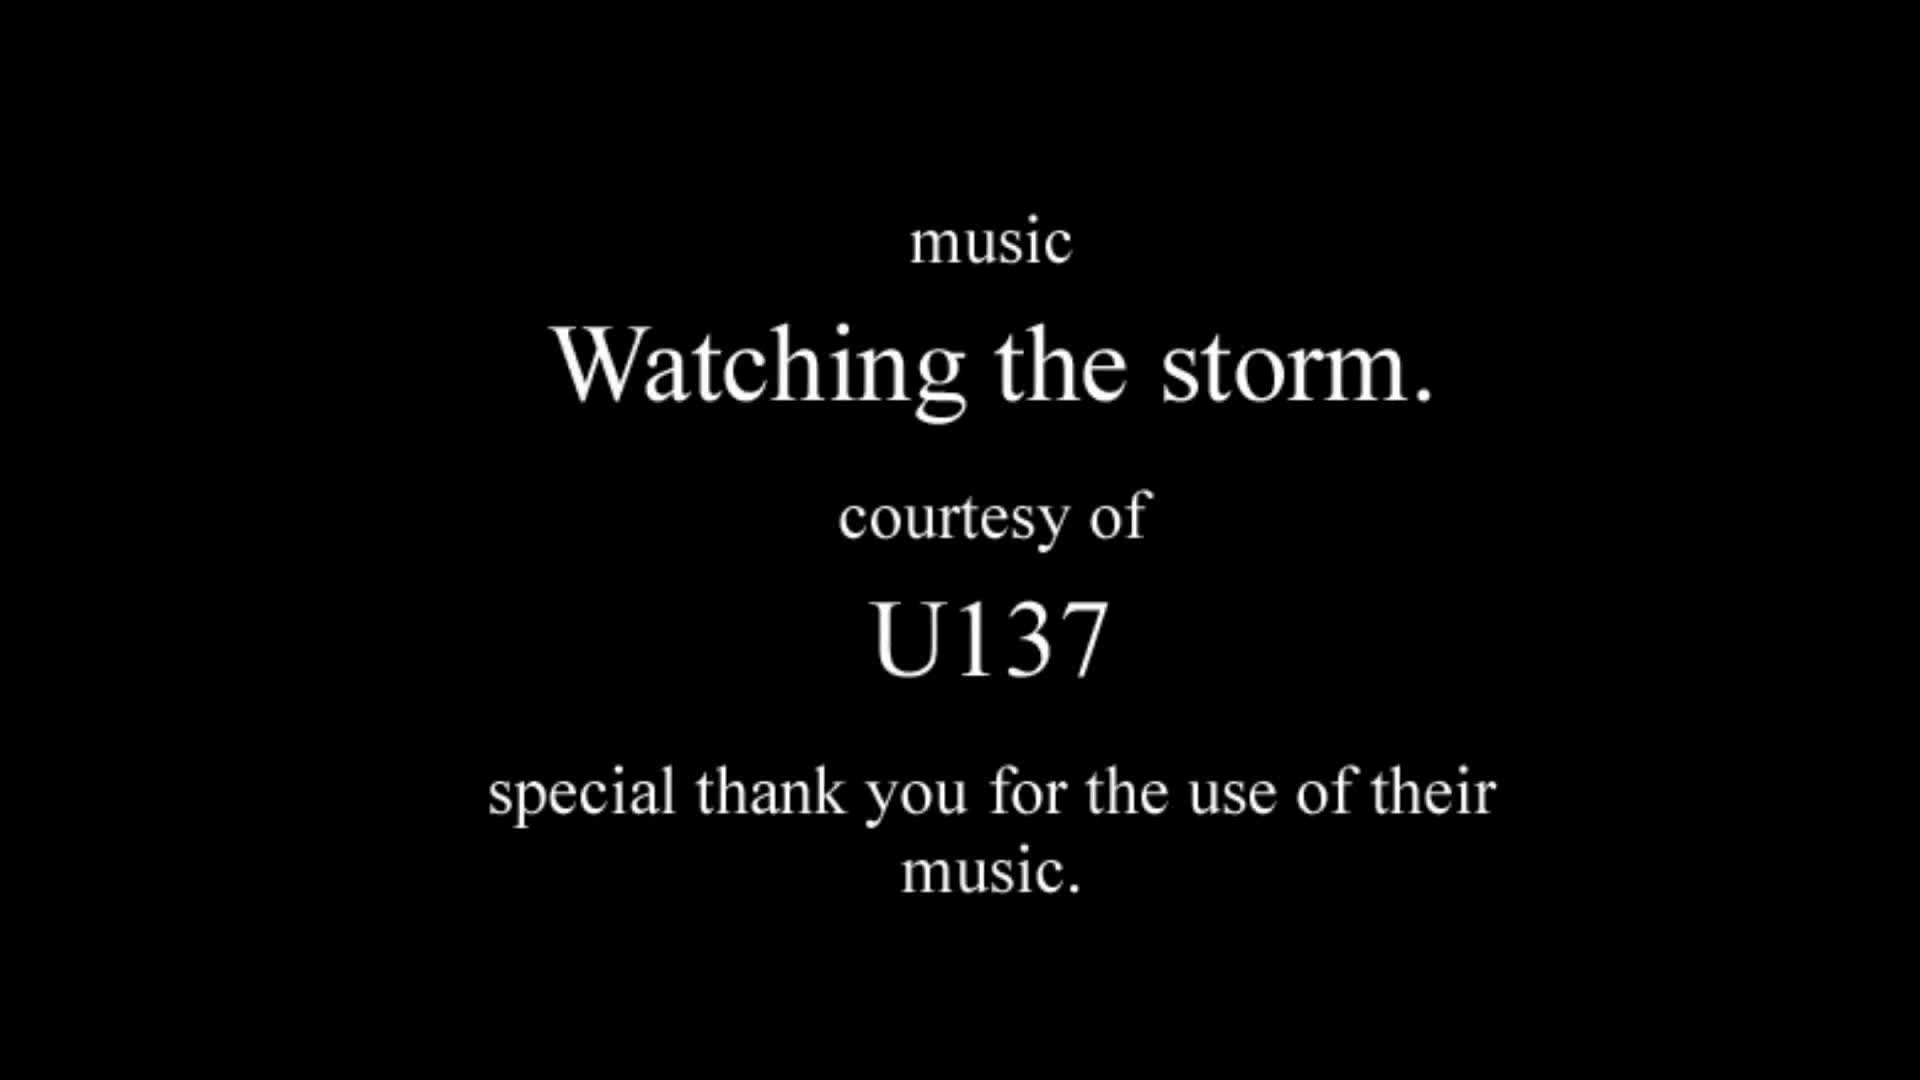 music
Watching the storm.
courtesy of
U137
special thank you for the use of their
music.